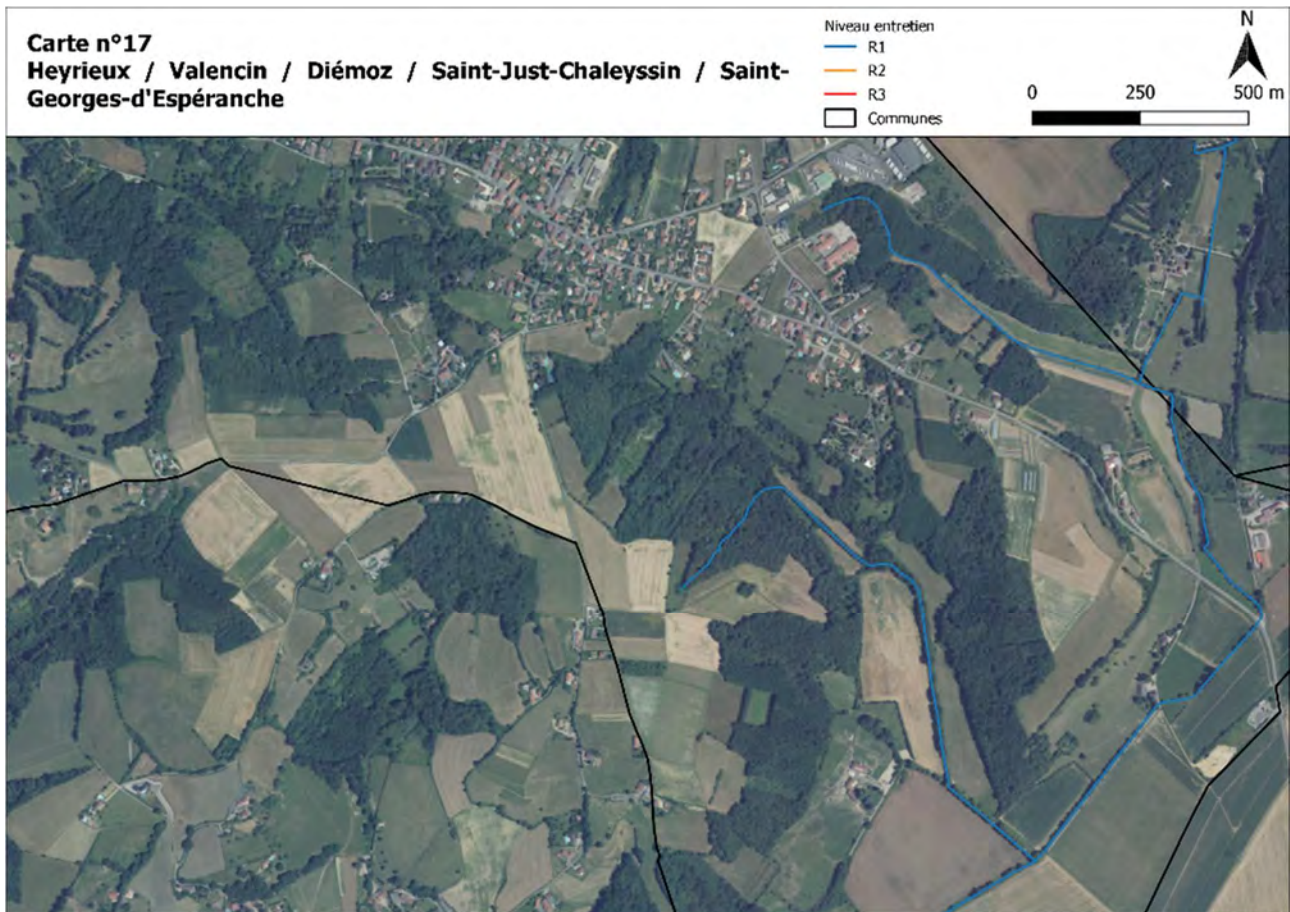 Carte n°17
Heyrieux / Valencin / Diémoz / Saint-Just-Chaleyssin / Saint-
Georges-d'Espéranche
Niveau entretien
R1
R2
R3
Communes
N
0 250 500 m